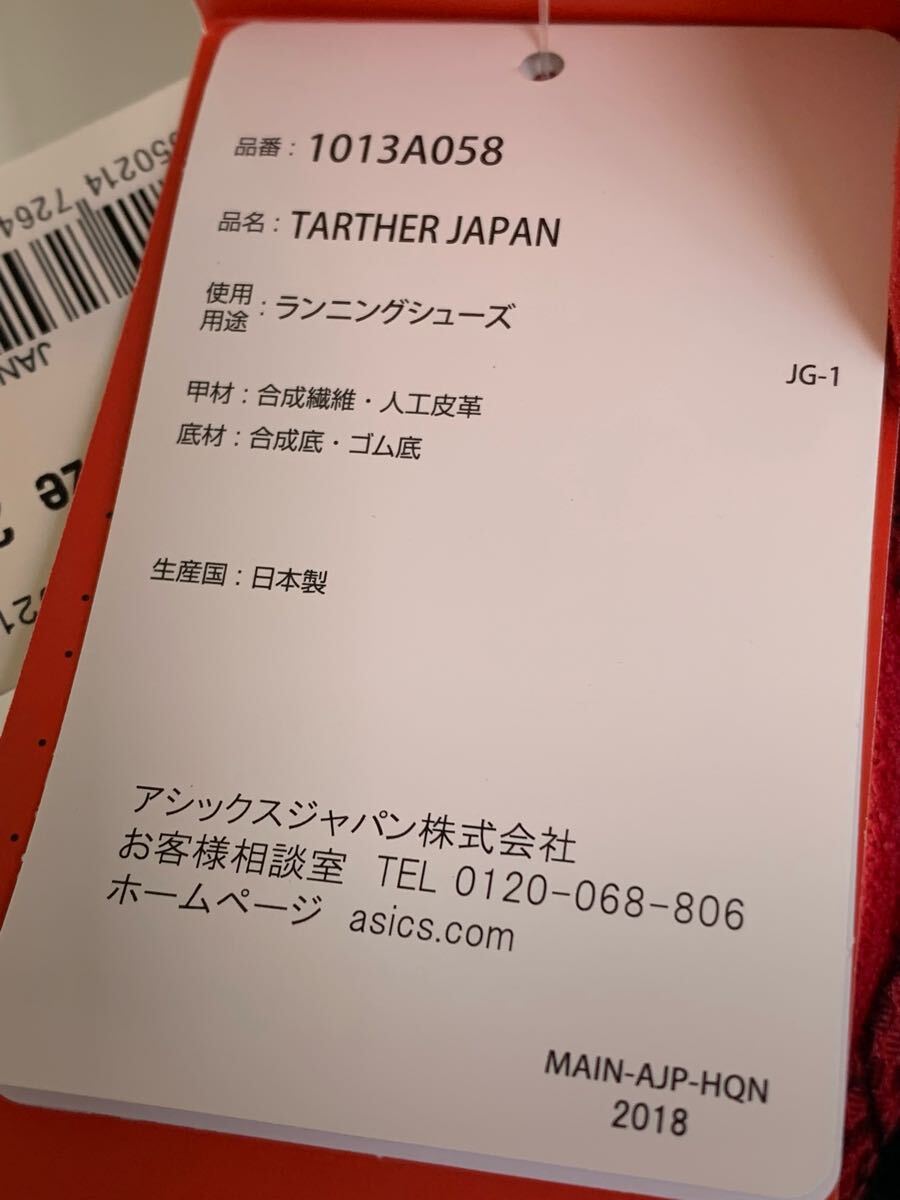 品番：1013A058
品名：TARTHER JAPAN
使用用途：ランニングシューズ
JG-1
甲材：合成繊維・人工皮革
底材：合成底・ゴム底
生産国：日本製
アシックスジャパン株式会社
お客様相談室 TEL 0120-068-806
ホームページ asics.com
MAIN-AJP-HQN
2018
550214 7264
JAN